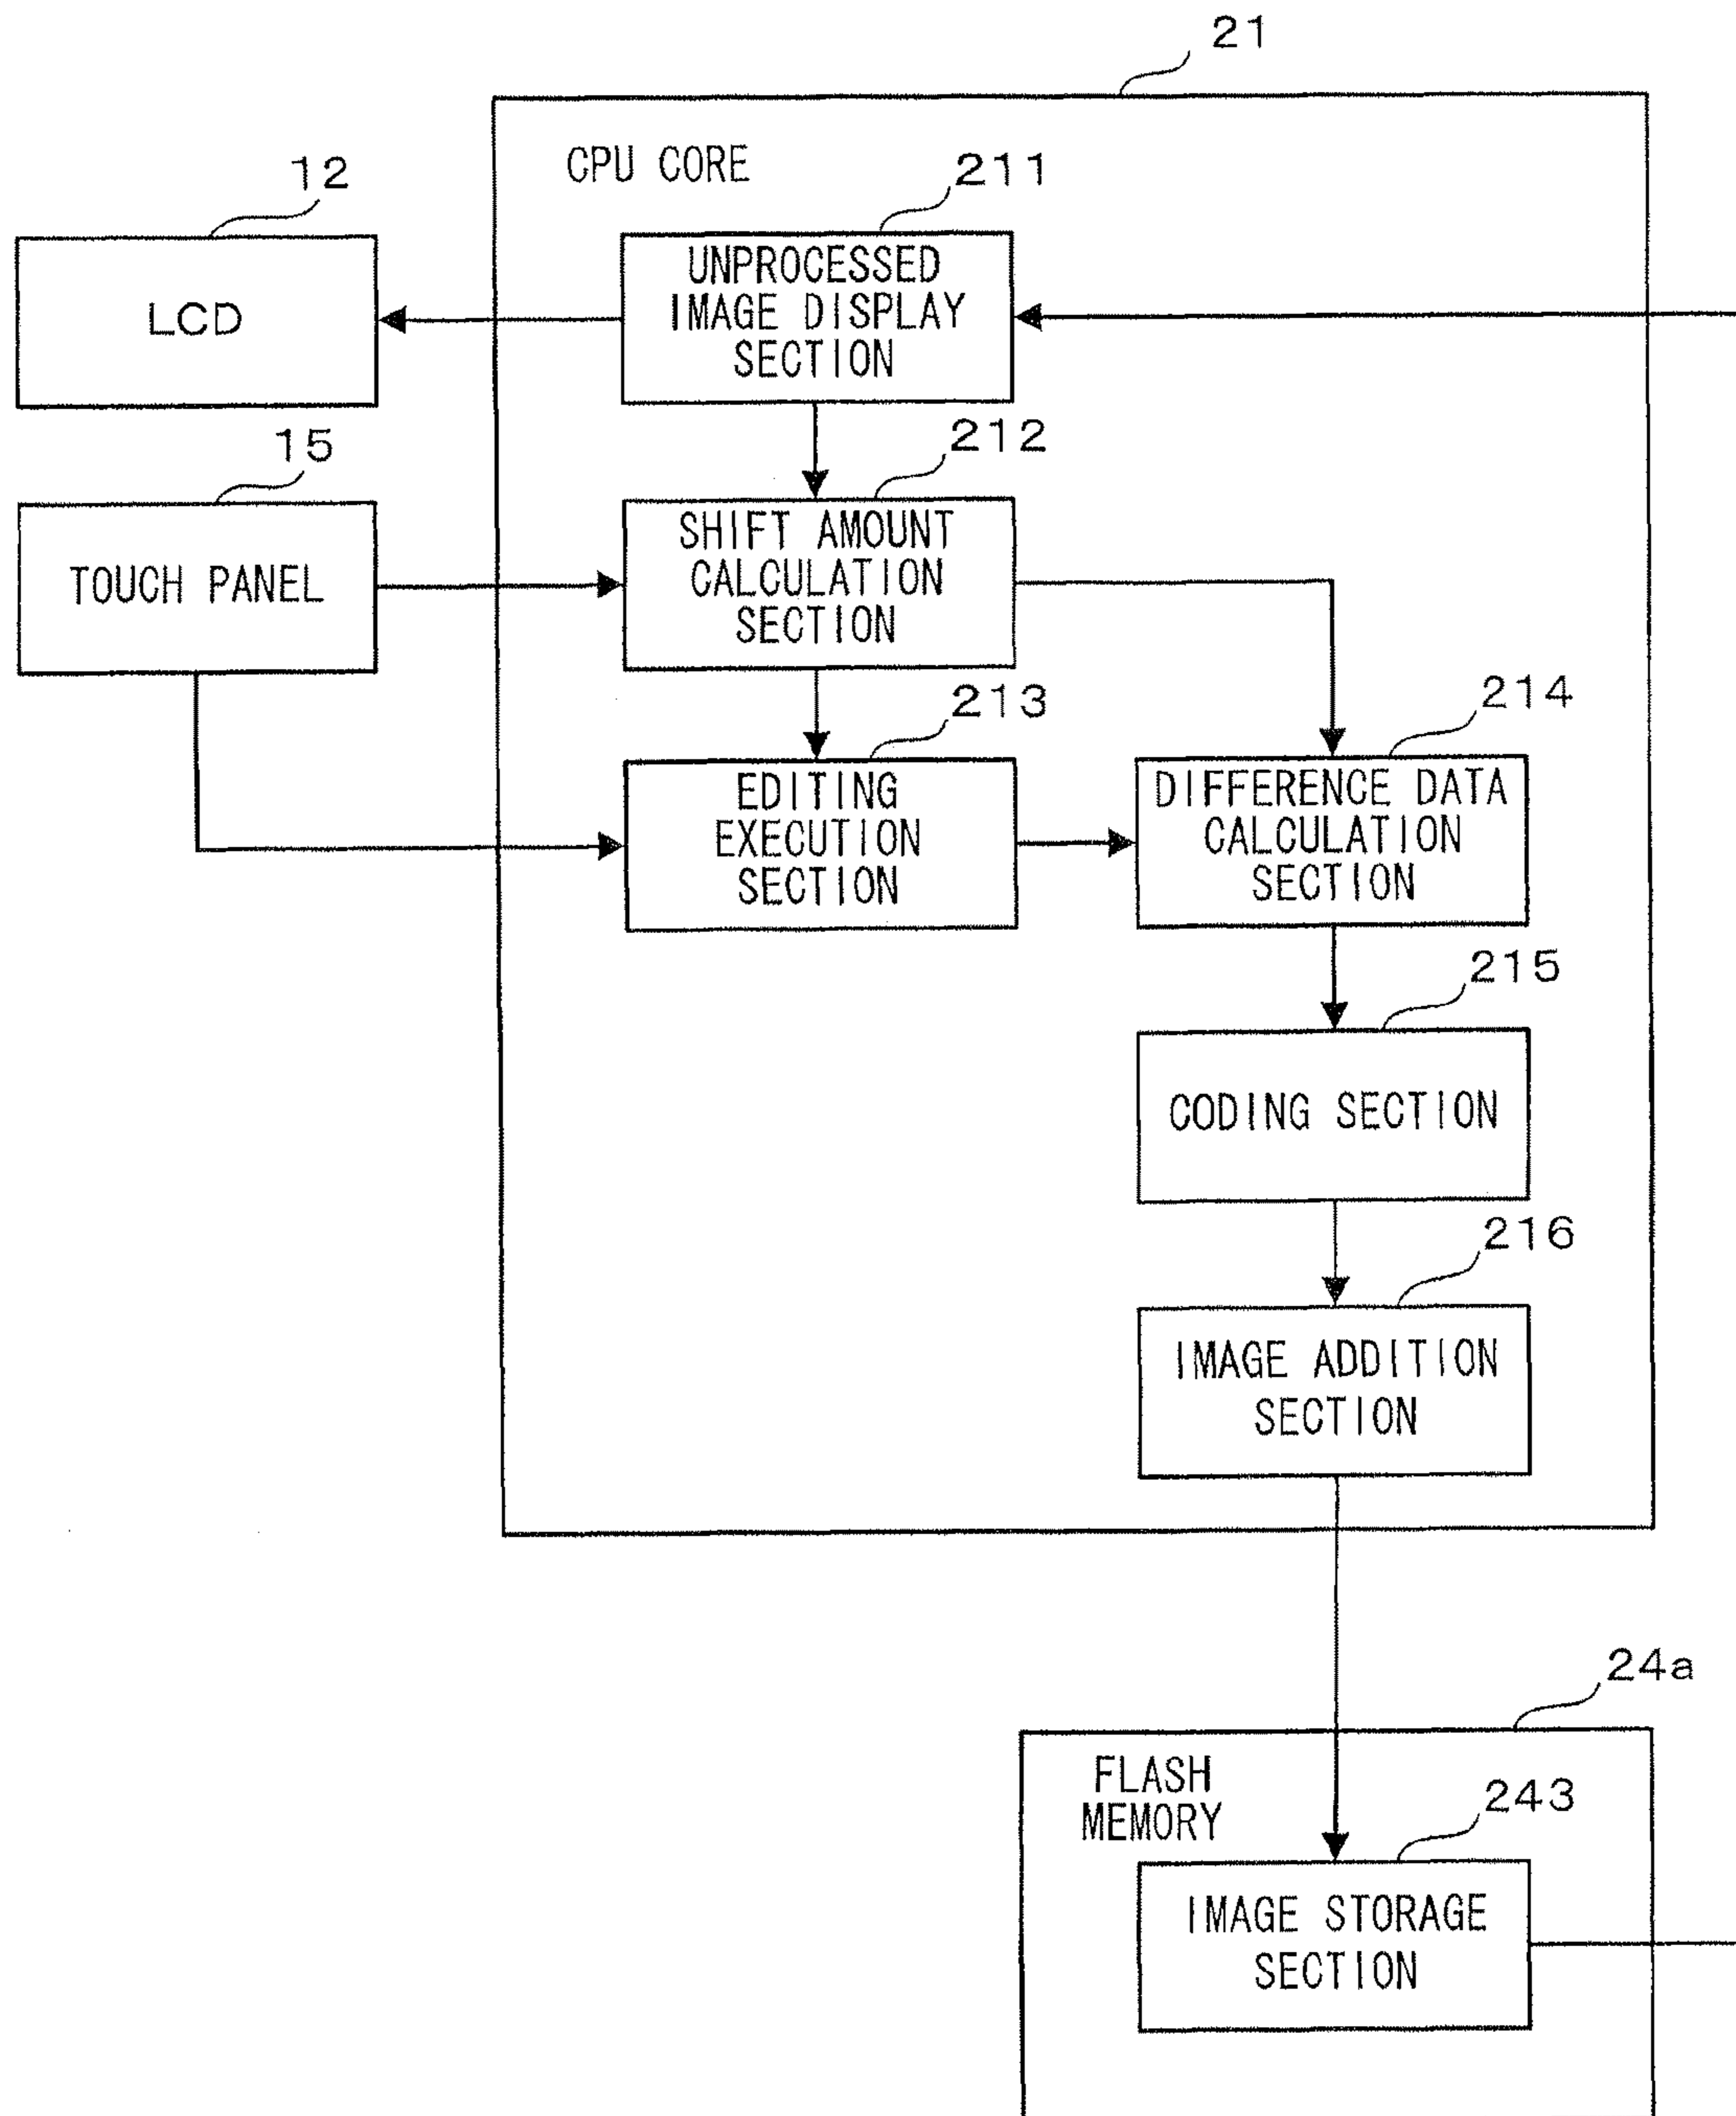 21
CPU CORE
12
LCD
211
UNPROCESSED
IMAGE DISPLAY
SECTION
15
TOUCH PANEL
212
SHIFT AMOUNT
CALCULATION
SECTION
213
EDITING
EXECUTION
SECTION
214
DIFFERENCE DATA
CALCULATION
SECTION
215
CODING SECTION
216
IMAGE ADDITION
SECTION
24a
FLASH
MEMORY
243
IMAGE STORAGE
SECTION